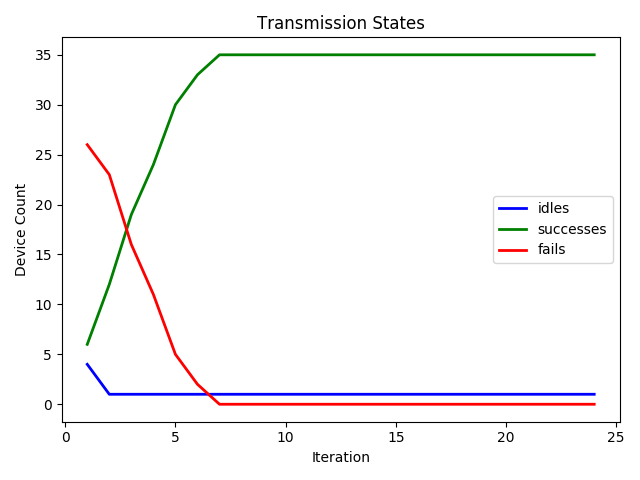 Transmission States
Device Count
35
30
25
20
15
10
5
0
idles
successes
fails
0 5 10 15 20 25
Iteration